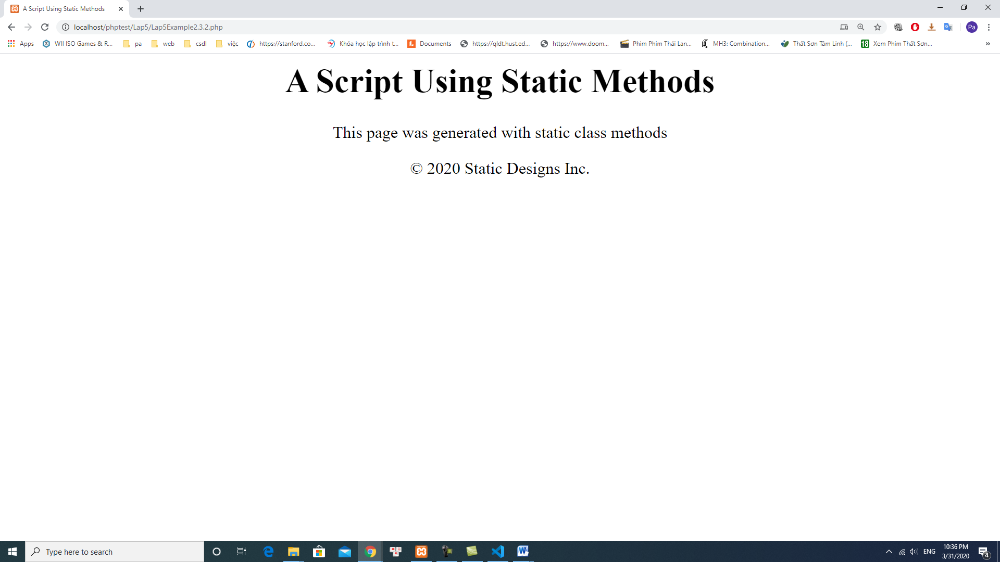 A Script Using Static Methods
localhost/phptest/Lap5/Lap5Example2.3.2.php
Pa
Apps WII ISO Games & R... pa web csdl việc https://stanford.co... Khóa học lập trình t... Documents https://qldt.hust.ed... https://www.doom... Phim Phim Thái Lan... MH3: Combination... Thất Sơn Tâm Linh (... 18 Xem Phim Thất Sơn... »
A Script Using Static Methods
This page was generated with static class methods
© 2020 Static Designs Inc.
Type here to search
ENG
10:36 PM
3/31/2020
4